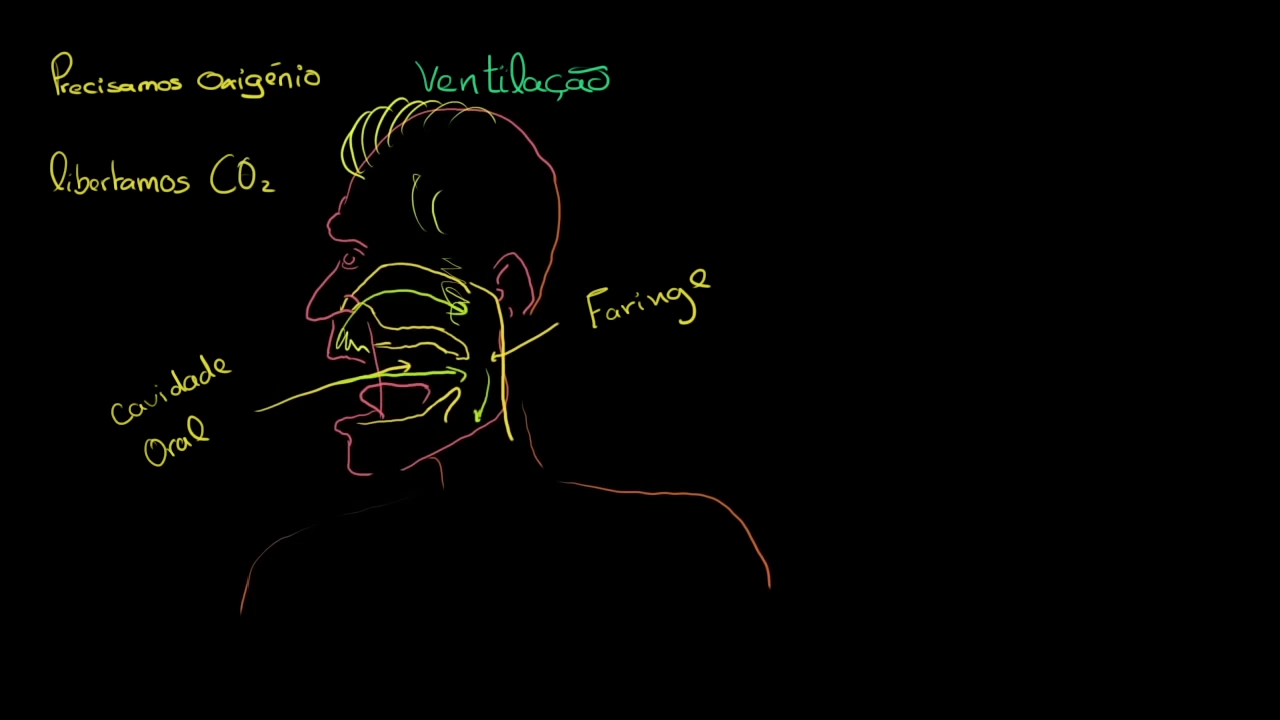 Precisamos Oxigénio
Ventilação
libertamos CO₂
Faringe
Cavidade
Oral